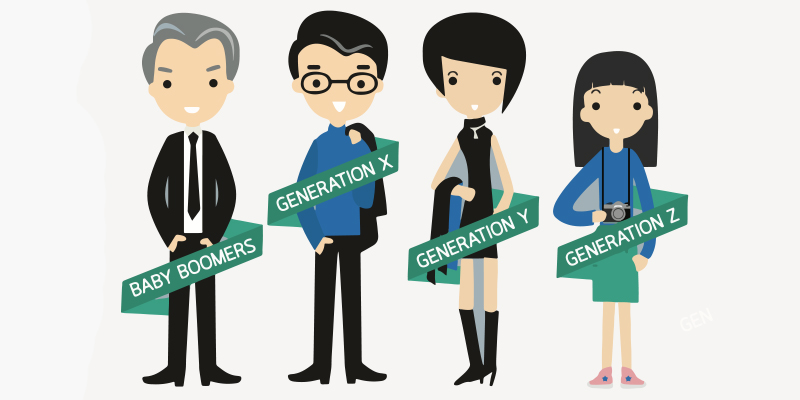 BABY BOOMERS
GENERATION X
GENERATION Y
GENERATION Z
GEN